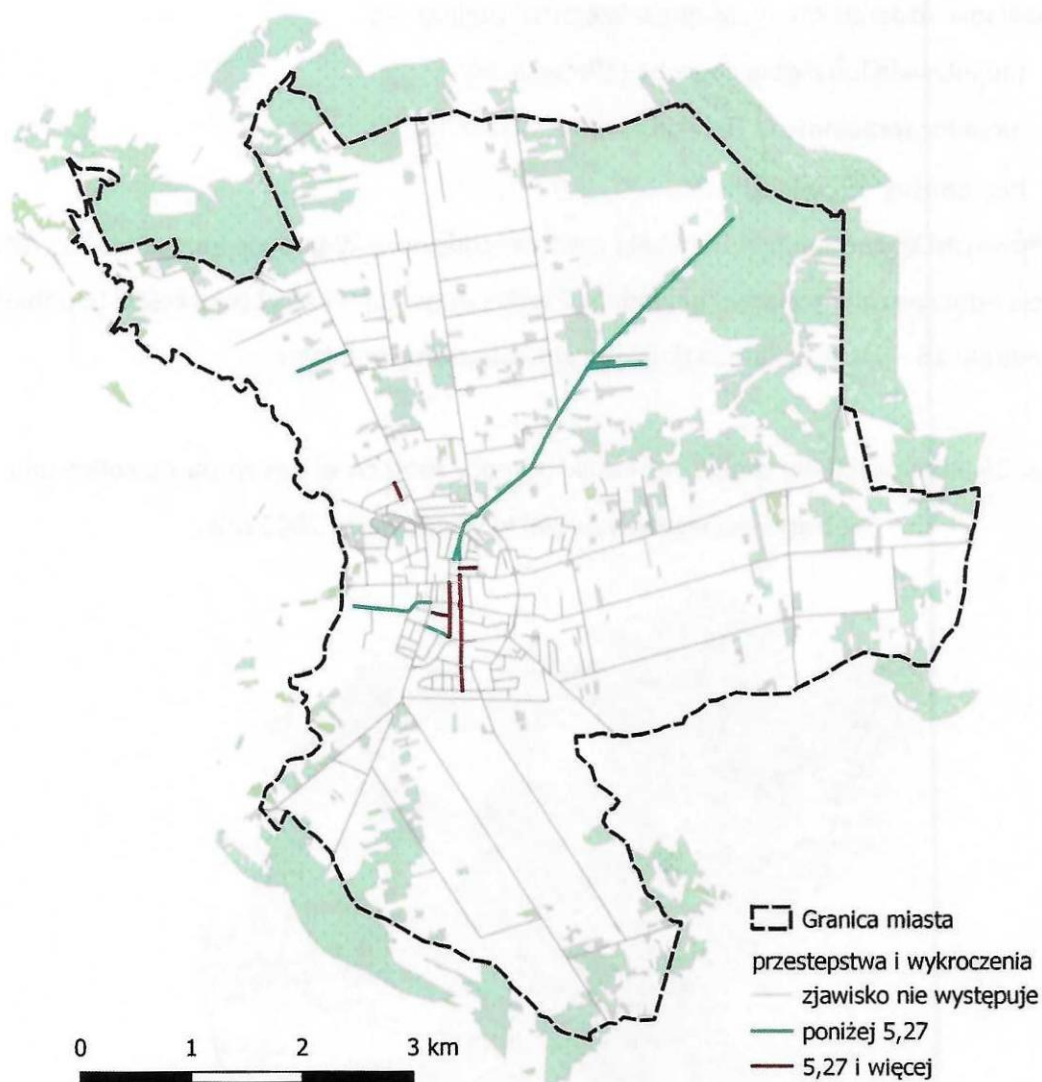 Granica miasta
przestepstwa i wykroczenia
zjawisko nie występuje
poniżej 5,27
5,27 i więcej
0 1 2 3 km